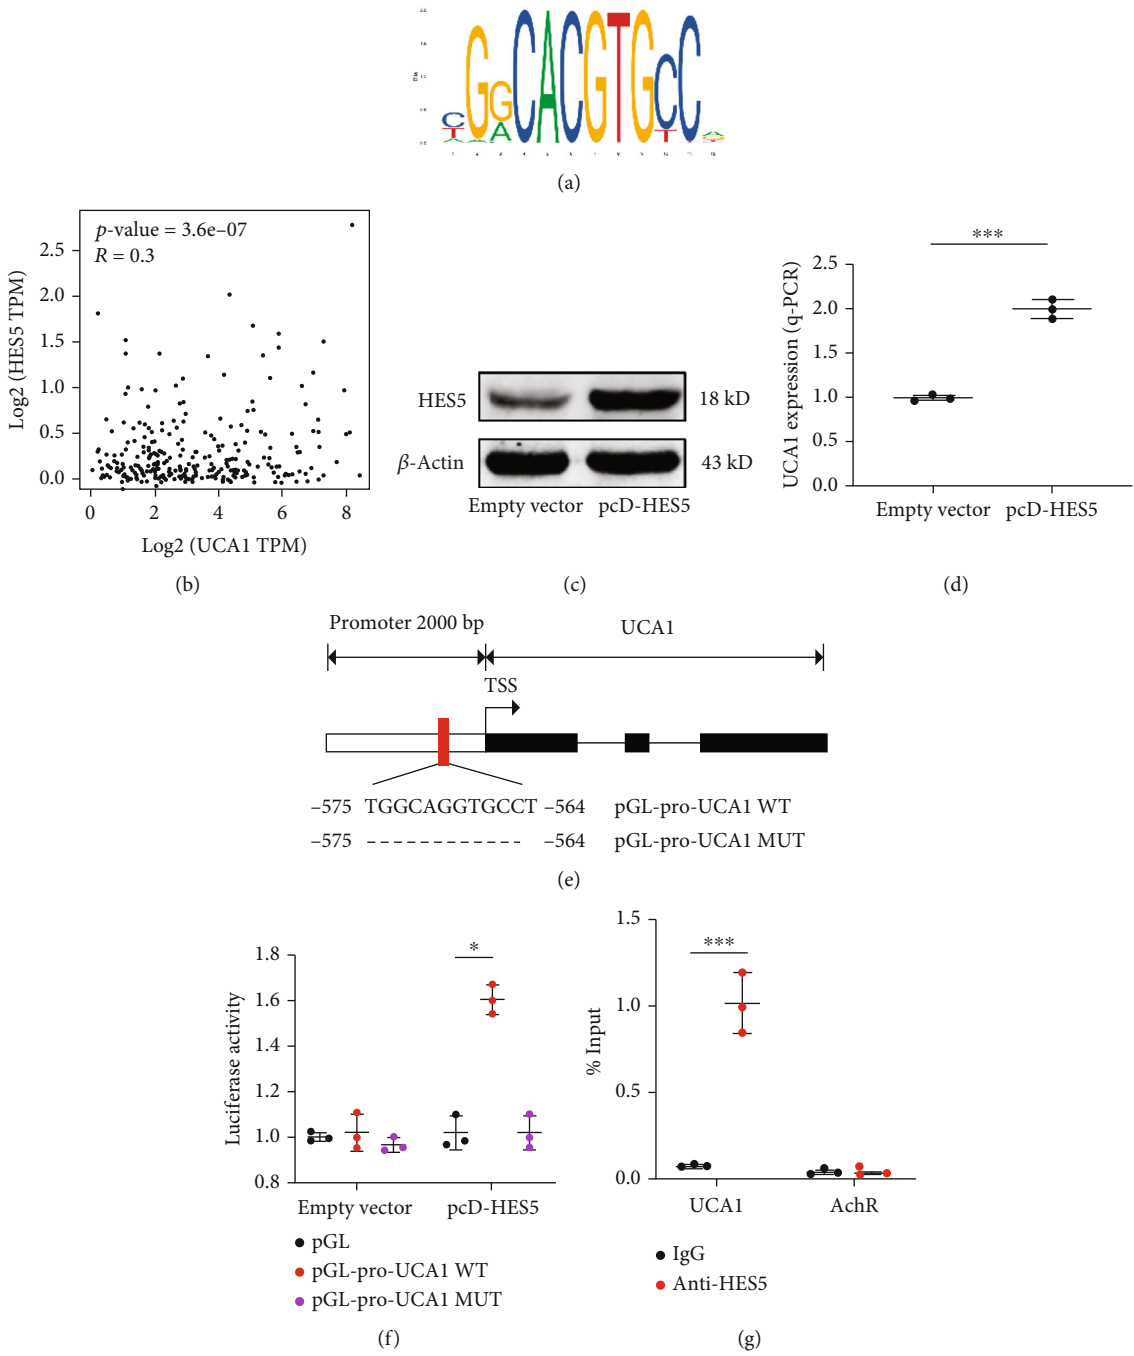 CGGCACGTGCC
TAATA
(a)
p-value = 3.6e–07
R = 0.3
Log2 (HES5 TPM)
2.5
2.0
1.5
1.0
0.5
0.0
0 2 4 6 8
Log2 (UCA1 TPM)
(b)
HES5 18 kD
β-Actin 43 kD
Empty vector pcD-HES5
(c)
***
UCA1 expression (q-PCR)
2.5
2.0
1.5
1.0
0.5
0.0
Empty vector pcD-HES5
(d)
Promoter 2000 bp UCA1
TSS
–575 TGGCAGGTGCCT –564 pGL-pro-UCA1 WT
–575 – – – – – – – – – – – – –564 pGL-pro-UCA1 MUT
(e)
*
Luciferase activity
1.8
1.6
1.4
1.2
1.0
0.8
Empty vector pcD-HES5
pGL
pGL-pro-UCA1 WT
pGL-pro-UCA1 MUT
(f)
***
% Input
1.5
1.0
0.5
0.0
UCA1 AchR
IgG
Anti-HES5
(g)